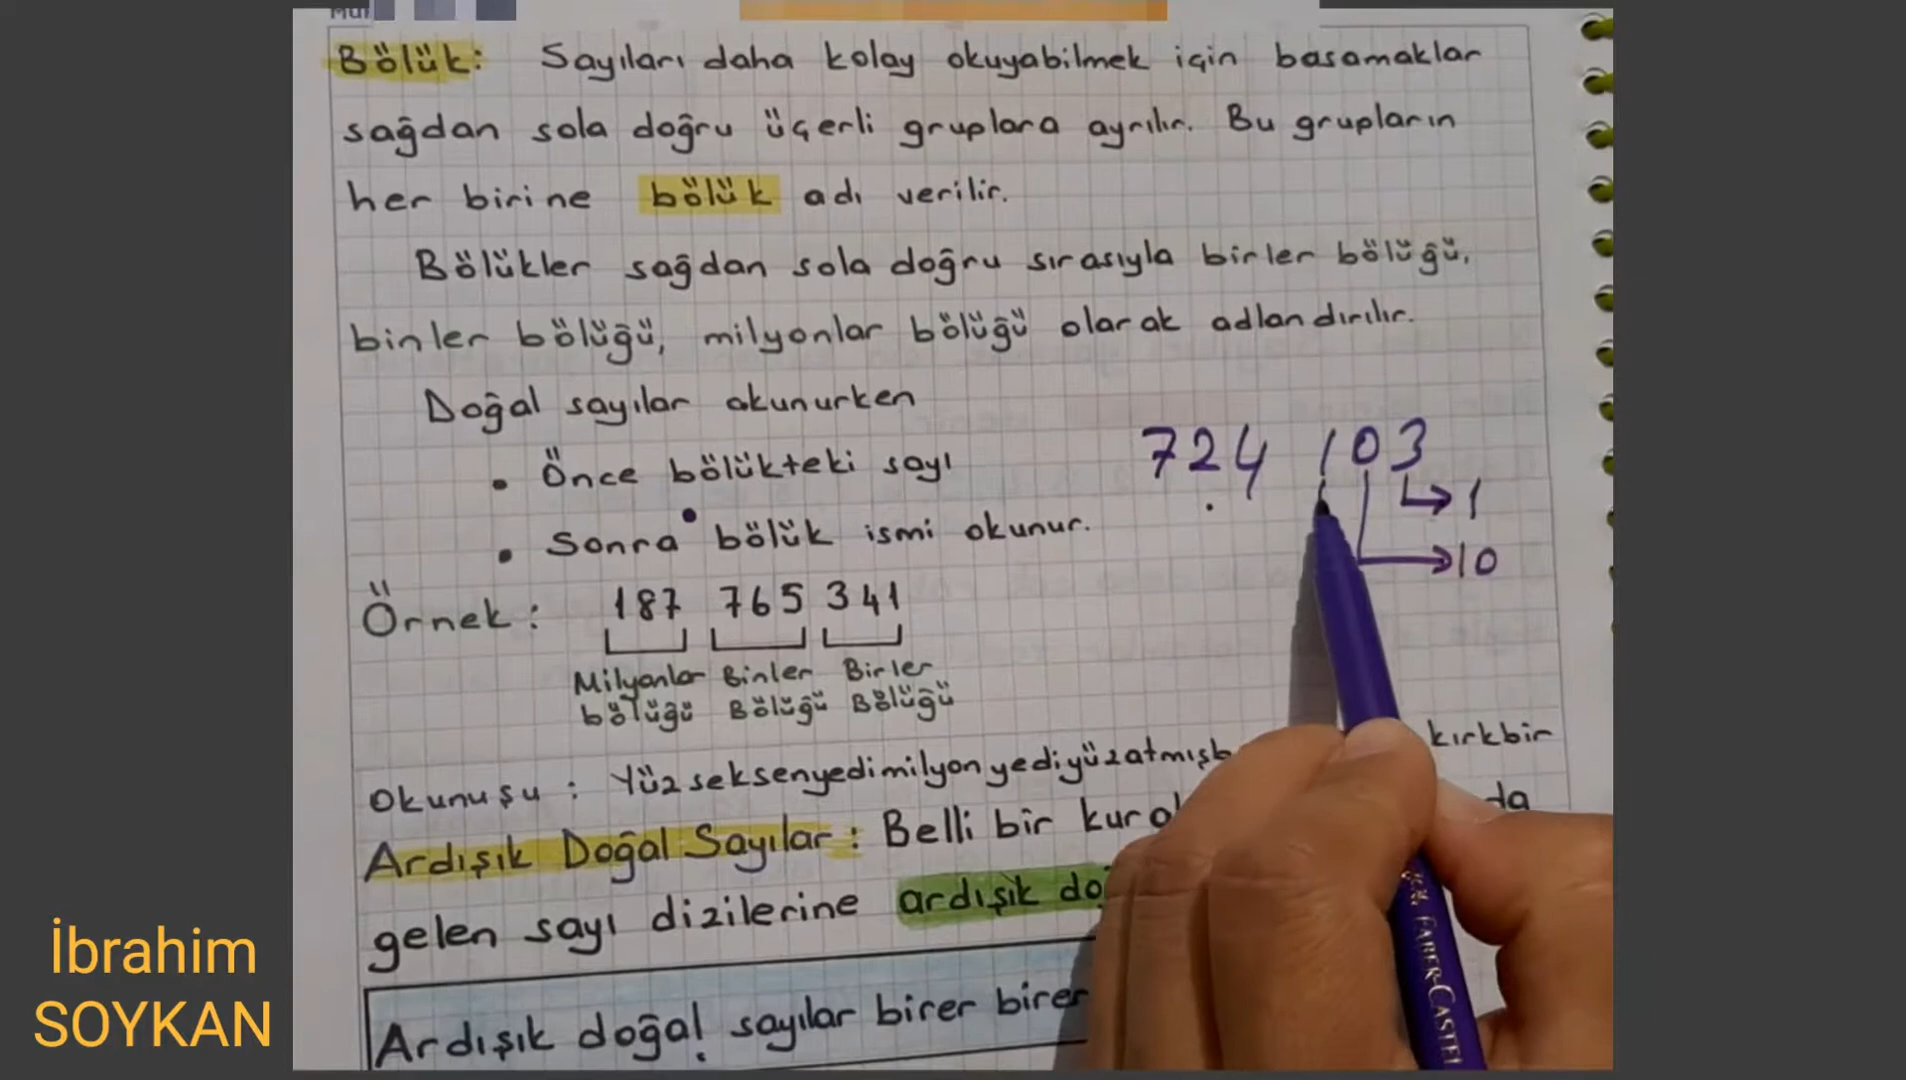 Bölük: Sayıları daha kolay okuyabilmek için basamaklar
sağdan sola doğru üçerli gruplara ayrılır. Bu grupların
her birine bölük adı verilir.
Bölükler sağdan sola doğru sırasıyla birler bölüğü,
binler bölüğü, milyonlar bölüğü olarak adlandırılır.
Doğal sayılar okunurken
• Önce bölükteki sayı
• Sonra bölük ismi okunur.
724 103
1
10
Örnek: 187 765 341
Milyonlar Binler Birler
bölüğü Bölüğü Bölüğü
Okunuşu: Yüzseksenyedimilyonyediyüzatmışb kırkbir
Ardışık Doğal Sayılar: Belli bir kural da
gelen sayı dizilerine ardışık do
Ardışık doğal sayılar birer birer
İbrahim
SOYKAN
FABER-CASTEL